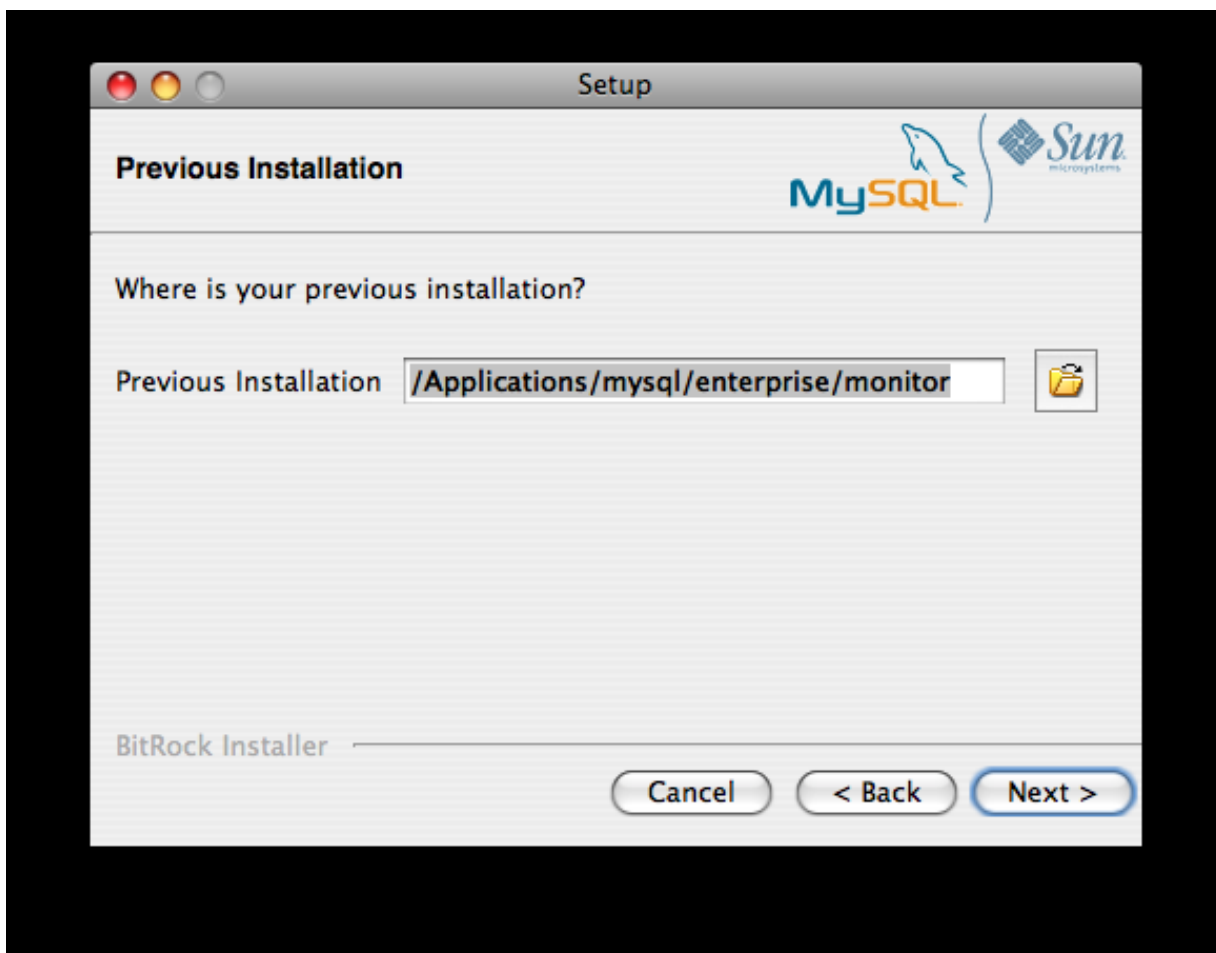 Setup
Previous Installation
MySQL.
Sun
microsystems
Where is your previous installation?
Previous Installation /Applications/mysql/enterprise/monitor
BitRock Installer
Cancel < Back Next >